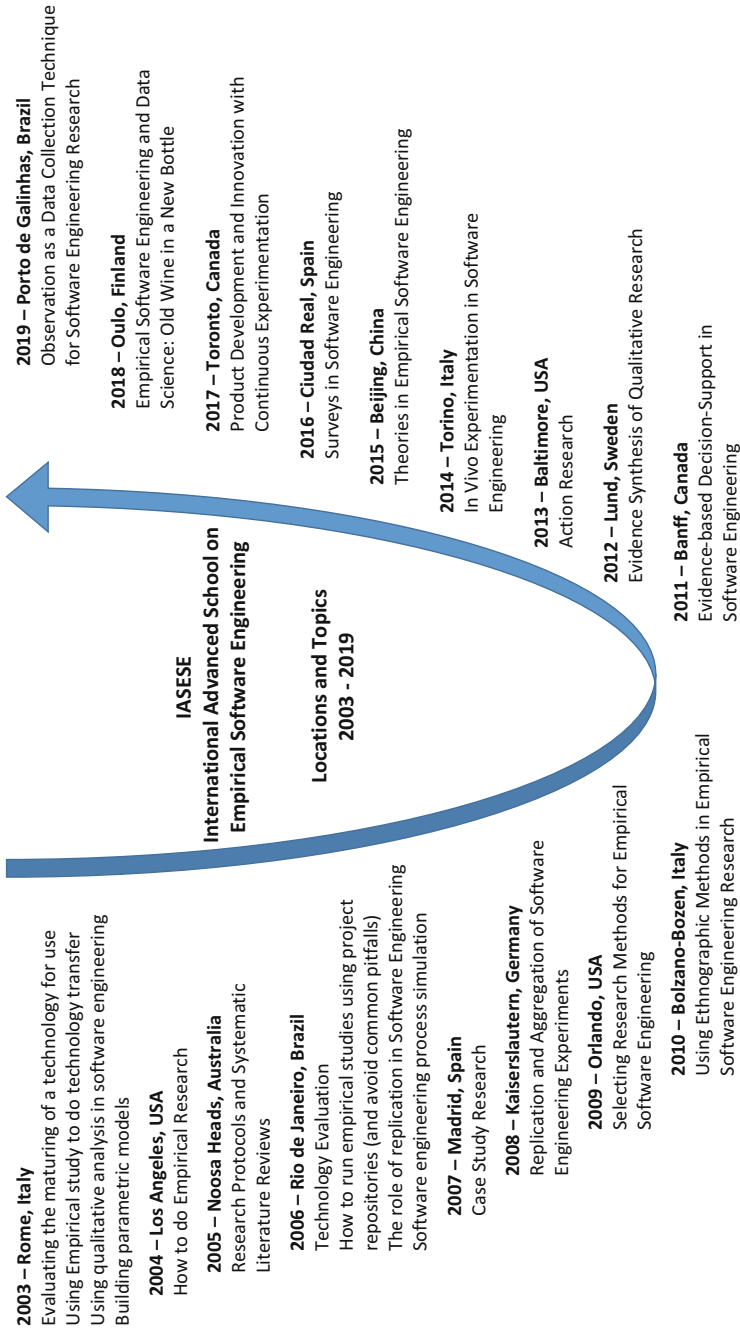 2003 – Rome, Italy
Evaluating the maturing of a technology for use
Using Empirical study to do technology transfer
Using qualitative analysis in software engineering
Building parametric models
2004 – Los Angeles, USA
How to do Empirical Research
2005 – Noosa Heads, Australia
Research Protocols and Systematic
Literature Reviews
2006 – Rio de Janeiro, Brazil
Technology Evaluation
How to run empirical studies using project
repositories (and avoid common pitfalls)
The role of replication in Software Engineering
Software engineering process simulation
2007 – Madrid, Spain
Case Study Research
2008 – Kaiserslautern, Germany
Replication and Aggregation of Software
Engineering Experiments
2009 – Orlando, USA
Selecting Research Methods for Empirical
Software Engineering
2010 – Bolzano-Bozen, Italy
Using Ethnographic Methods in Empirical
Software Engineering Research
IASESE
International Advanced School on
Empirical Software Engineering
Locations and Topics
2003 - 2019
2019 – Porto de Galinhas, Brazil
Observation as a Data Collection Technique
for Software Engineering Research
2018 – Oulo, Finland
Empirical Software Engineering and Data
Science: Old Wine in a New Bottle
2017 – Toronto, Canada
Product Development and Innovation with
Continuous Experimentation
2016 – Ciudad Real, Spain
Surveys in Software Engineering
2015 – Beijing, China
Theories in Empirical Software Engineering
2014 – Torino, Italy
In Vivo Experimentation in Software
Engineering
2013 – Baltimore, USA
Action Research
2012 – Lund, Sweden
Evidence Synthesis of Qualitative Research
2011 – Banff, Canada
Evidence-based Decision-Support in
Software Engineering